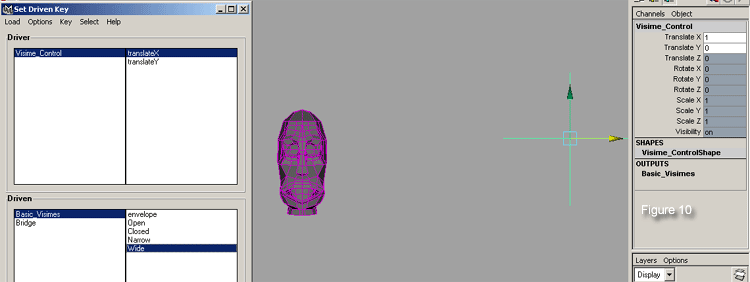 Set Driven Key
Load Options Key Select Help
Driver
Visime_Control translateX
translateY
Driven
Basic_Visimes envelope
Bridge Open
Closed
Narrow
Wide
Channels Object
Visime_Control
Translate X 1
Translate Y 0
Translate Z 0
Rotate X 0
Rotate Y 0
Rotate Z 0
Scale X 1
Scale Y 1
Scale Z 1
Visibility on
SHAPES
Visime_ControlShape
OUTPUTS
Basic_Visimes
Figure 10
Layers Options
Display